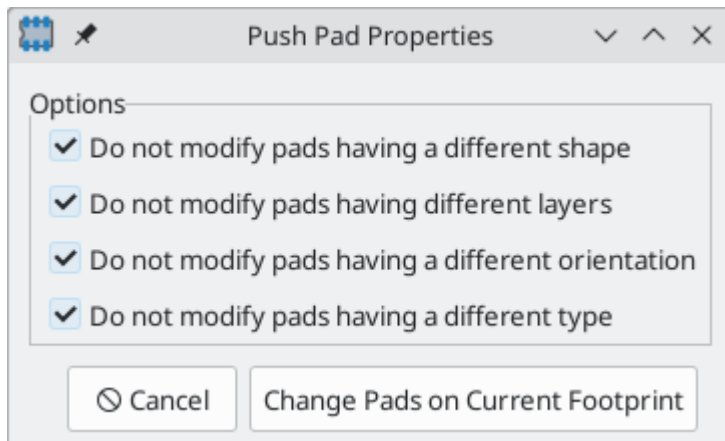 Push Pad Properties
Options
Do not modify pads having a different shape
Do not modify pads having different layers
Do not modify pads having a different orientation
Do not modify pads having a different type
Cancel
Change Pads on Current Footprint